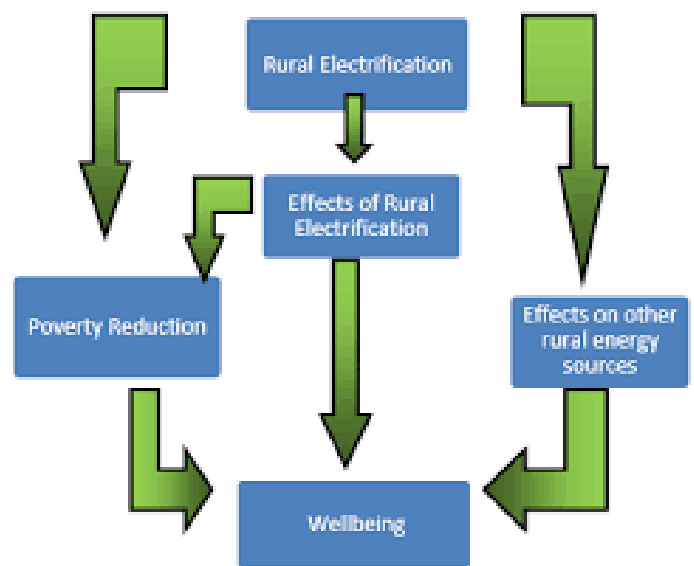 Rural Electrification
Effects of Rural
Electrification
Poverty Reduction
Effects on other
rural energy
sources
Wellbeing